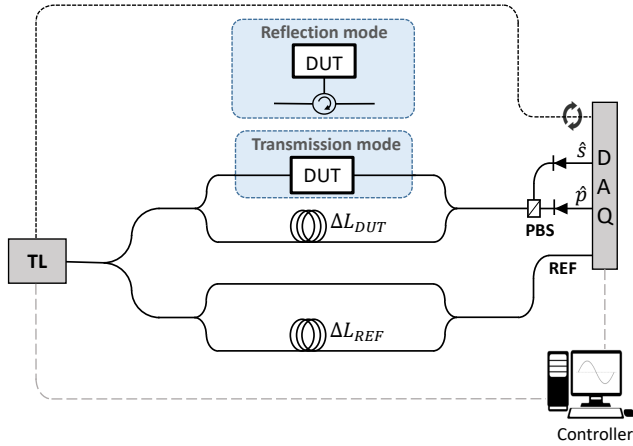 Reflection mode
DUT
Transmission mode
DUT
ΔL_DUT
ŝ
p̂
PBS
D
A
Q
TL
REF
ΔL_REF
Controller